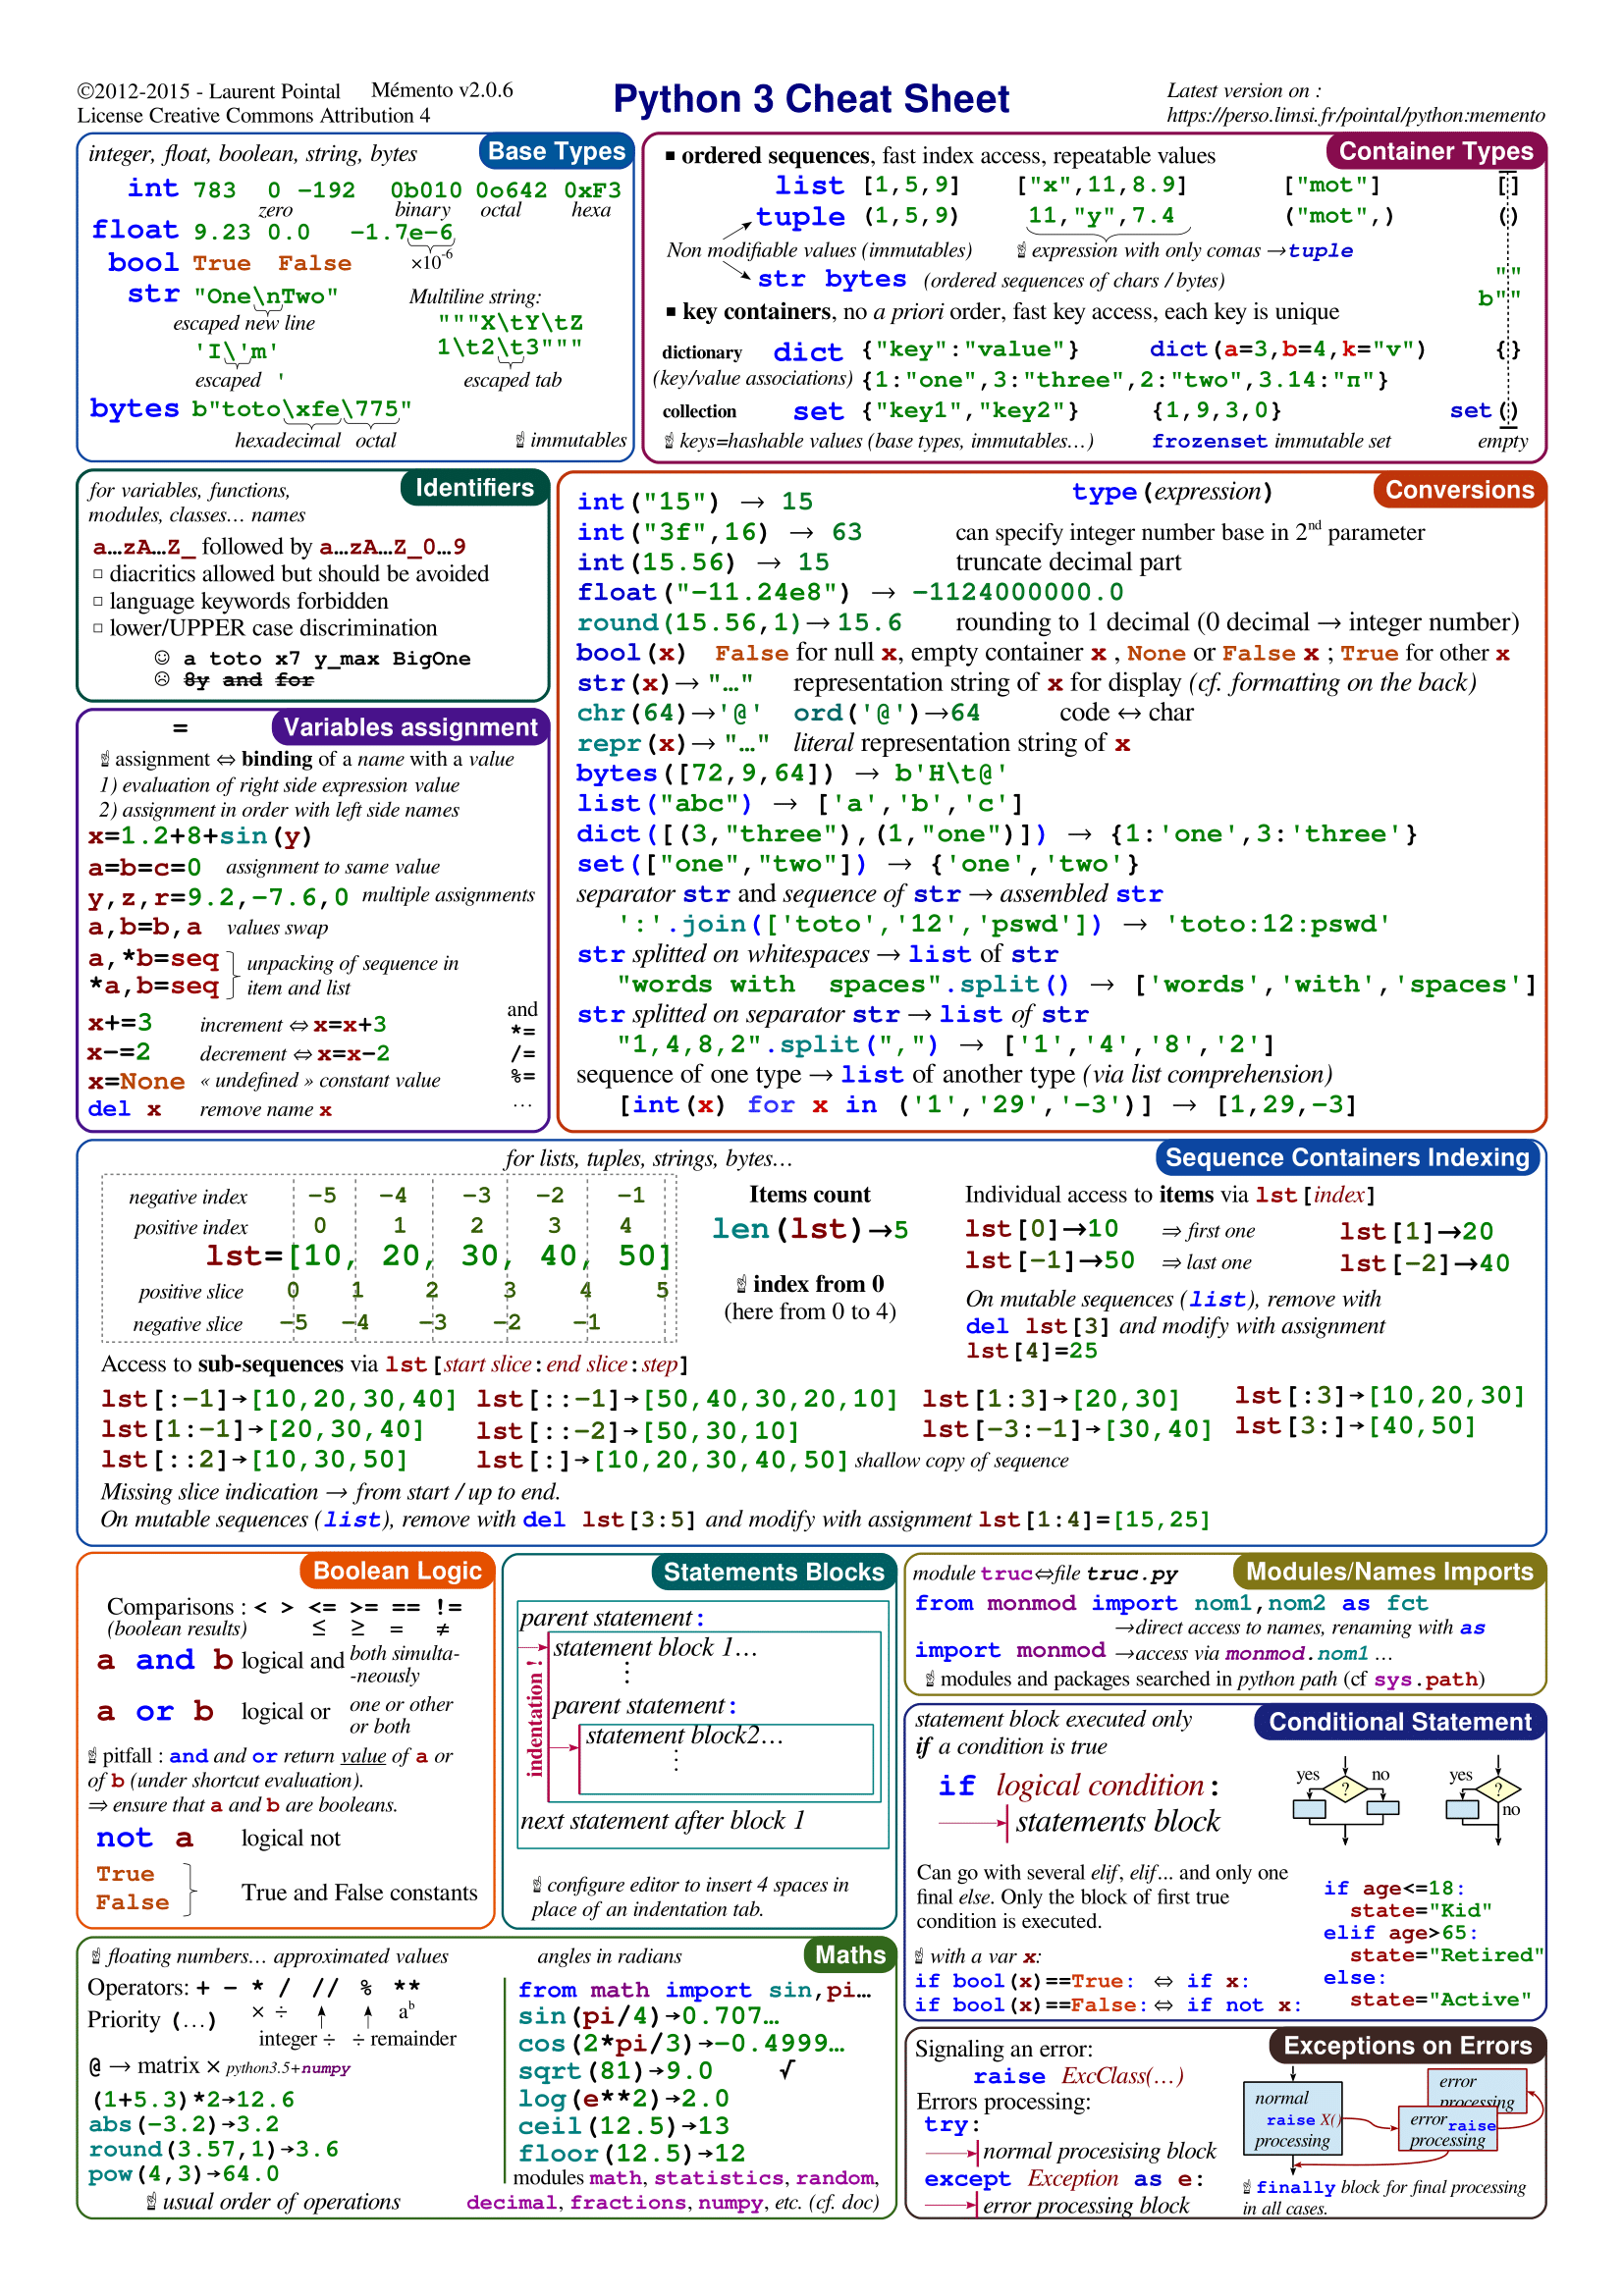 ©2012-2015 - Laurent Pointal Mémento v2.0.6
License Creative Commons Attribution 4
Python 3 Cheat Sheet
Latest version on :
https://perso.limsi.fr/pointal/python:memento
Base Types
integer, float, boolean, string, bytes
int 783 0 -192 0b010 0o642 0xF3
zero binary octal hexa
float 9.23 0.0 -1.7e-6
bool True False ×10-6
str "One\nTwo" Multiline string:
escaped new line """X\tY\tZ
'I\'m' 1\t2\t3"""
escaped ' escaped tab
bytes b"toto\xfe\775"
hexadecimal octal ☝ immutables
Container Types
▪ ordered sequences, fast index access, repeatable values
list [1,5,9] ["x",11,8.9] ["mot"] []
tuple (1,5,9) 11,"y",7.4 ("mot",) ()
Non modifiable values (immutables) ☝ expression with only comas →tuple
str bytes (ordered sequences of chars / bytes) ""
b""
▪ key containers, no a priori order, fast key access, each key is unique
dictionary dict {"key":"value"} dict(a=3,b=4,k="v") {}
(key/value associations) {1:"one",3:"three",2:"two",3.14:"π"}
collection set {"key1","key2"} {1,9,3,0} set()
☝ keys=hashable values (base types, immutables…) frozenset immutable set empty
Identifiers
for variables, functions,
modules, classes… names
a…zA…Z_ followed by a…zA…Z_0…9
□ diacritics allowed but should be avoided
□ language keywords forbidden
□ lower/UPPER case discrimination
☺ a toto x7 y_max BigOne
☹ 8y and for
= Variables assignment
☝ assignment ⇔ binding of a name with a value
1) evaluation of right side expression value
2) assignment in order with left side names
x=1.2+8+sin(y)
a=b=c=0 assignment to same value
y,z,r=9.2,-7.6,0 multiple assignments
a,b=b,a values swap
a,*b=seq unpacking of sequence in
*a,b=seq item and list
and
x+=3 increment ⇔ x=x+3 *=
x-=2 decrement ⇔ x=x-2 /=
x=None « undefined » constant value %=
del x remove name x …
Conversions
int("15") → 15 type(expression)
int("3f",16) → 63 can specify integer number base in 2nd parameter
int(15.56) → 15 truncate decimal part
float("-11.24e8") → -1124000000.0
round(15.56,1)→ 15.6 rounding to 1 decimal (0 decimal → integer number)
bool(x) False for null x, empty container x , None or False x ; True for other x
str(x)→ "…" representation string of x for display (cf. formatting on the back)
chr(64)→'@' ord('@')→64 code ↔ char
repr(x)→ "…" literal representation string of x
bytes([72,9,64]) → b'H\t@'
list("abc") → ['a','b','c']
dict([(3,"three"),(1,"one")]) → {1:'one',3:'three'}
set(["one","two"]) → {'one','two'}
separator str and sequence of str → assembled str
':'.join(['toto','12','pswd']) → 'toto:12:pswd'
str splitted on whitespaces → list of str
"words with  spaces".split() → ['words','with','spaces']
str splitted on separator str → list of str
"1,4,8,2".split(",") → ['1','4','8','2']
sequence of one type → list of another type (via list comprehension)
[int(x) for x in ('1','29','-3')] → [1,29,-3]
Sequence Containers Indexing
for lists, tuples, strings, bytes…
negative index -5 -4 -3 -2 -1
positive index 0 1 2 3 4
lst=[10, 20, 30, 40, 50]
positive slice 0 1 2 3 4 5
negative slice -5 -4 -3 -2 -1
Items count
len(lst)→5
☝ index from 0
(here from 0 to 4)
Individual access to items via lst[index]
lst[0]→10 ⇒ first one lst[1]→20
lst[-1]→50 ⇒ last one lst[-2]→40
On mutable sequences (list), remove with
del lst[3] and modify with assignment
lst[4]=25
Access to sub-sequences via lst[start slice:end slice:step]
lst[:-1]→[10,20,30,40] lst[::-1]→[50,40,30,20,10] lst[1:3]→[20,30] lst[:3]→[10,20,30]
lst[1:-1]→[20,30,40] lst[::-2]→[50,30,10] lst[-3:-1]→[30,40] lst[3:]→[40,50]
lst[::2]→[10,30,50] lst[:]→[10,20,30,40,50] shallow copy of sequence
Missing slice indication → from start / up to end.
On mutable sequences (list), remove with del lst[3:5] and modify with assignment lst[1:4]=[15,25]
Boolean Logic
Comparisons : < > <= >= == !=
(boolean results) ≤ ≥ = ≠
a and b logical and both simulta-
-neously
a or b logical or one or other
or both
☝ pitfall : and and or return value of a or
of b (under shortcut evaluation).
⇒ ensure that a and b are booleans.
not a logical not
True
False True and False constants
Statements Blocks
parent statement :
statement block 1…
⋮
parent statement :
statement block2…
⋮
indentation !
next statement after block 1
☝ configure editor to insert 4 spaces in
place of an indentation tab.
Modules/Names Imports
module truc⇔file truc.py
from monmod import nom1,nom2 as fct
→direct access to names, renaming with as
import monmod →access via monmod.nom1 …
☝ modules and packages searched in python path (cf sys.path)
Conditional Statement
statement block executed only
if a condition is true
if logical condition:
statements block
yes ? no yes ?
no
Can go with several elif, elif... and only one
final else. Only the block of first true
condition is executed.
☝ with a var x:
if bool(x)==True: ⇔ if x:
if bool(x)==False: ⇔ if not x:
if age<=18:
state="Kid"
elif age>65:
state="Retired"
else:
state="Active"
Maths
☝ floating numbers… approximated values angles in radians
Operators: + - * / // % **
Priority (…) × ÷ ab
integer ÷ ÷ remainder
@ → matrix × python3.5+numpy
(1+5.3)*2→12.6
abs(-3.2)→3.2
round(3.57,1)→3.6
pow(4,3)→64.0
☝ usual order of operations
from math import sin,pi…
sin(pi/4)→0.707…
cos(2*pi/3)→-0.4999…
sqrt(81)→9.0 √
log(e**2)→2.0
ceil(12.5)→13
floor(12.5)→12
modules math, statistics, random,
decimal, fractions, numpy, etc. (cf. doc)
Exceptions on Errors
Signaling an error:
raise ExcClass(…)
Errors processing:
try:
normal procesising block
except Exception as e:
error processing block
normal
raise X()
processing
error
processing
error raise
processing
☝ finally block for final processing
in all cases.